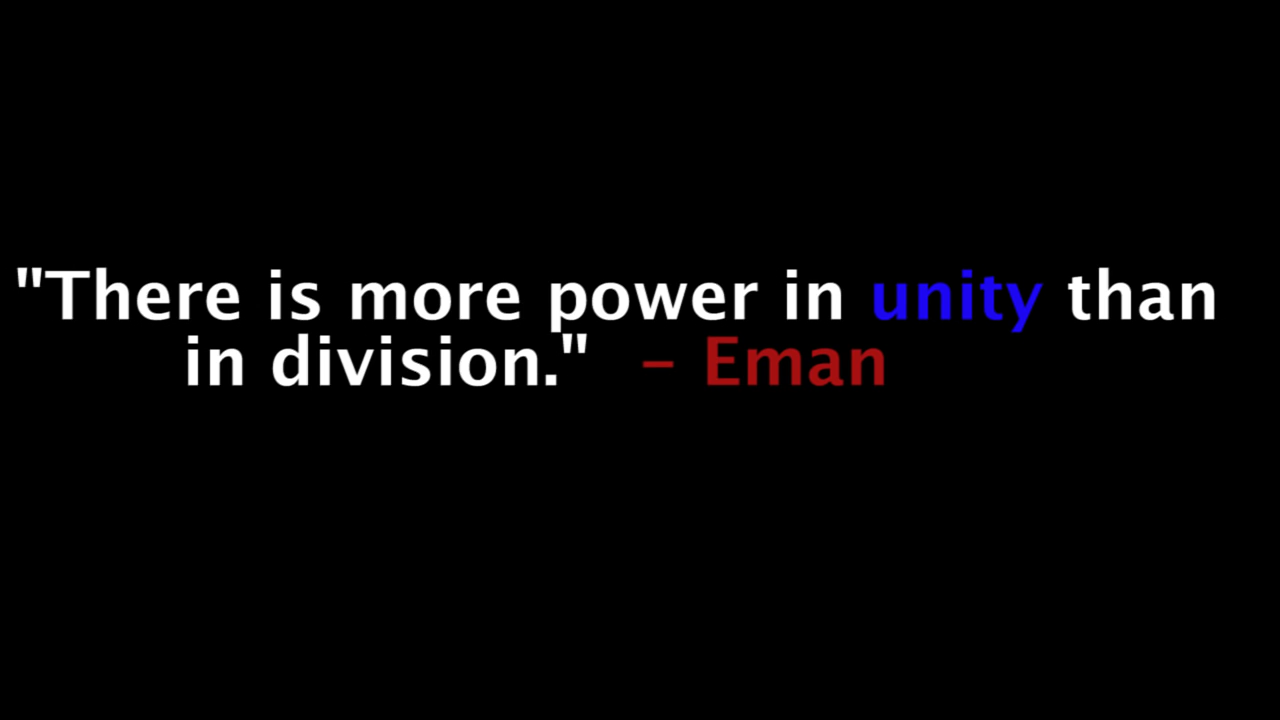 "There is more power in unity than
in division." – Eman